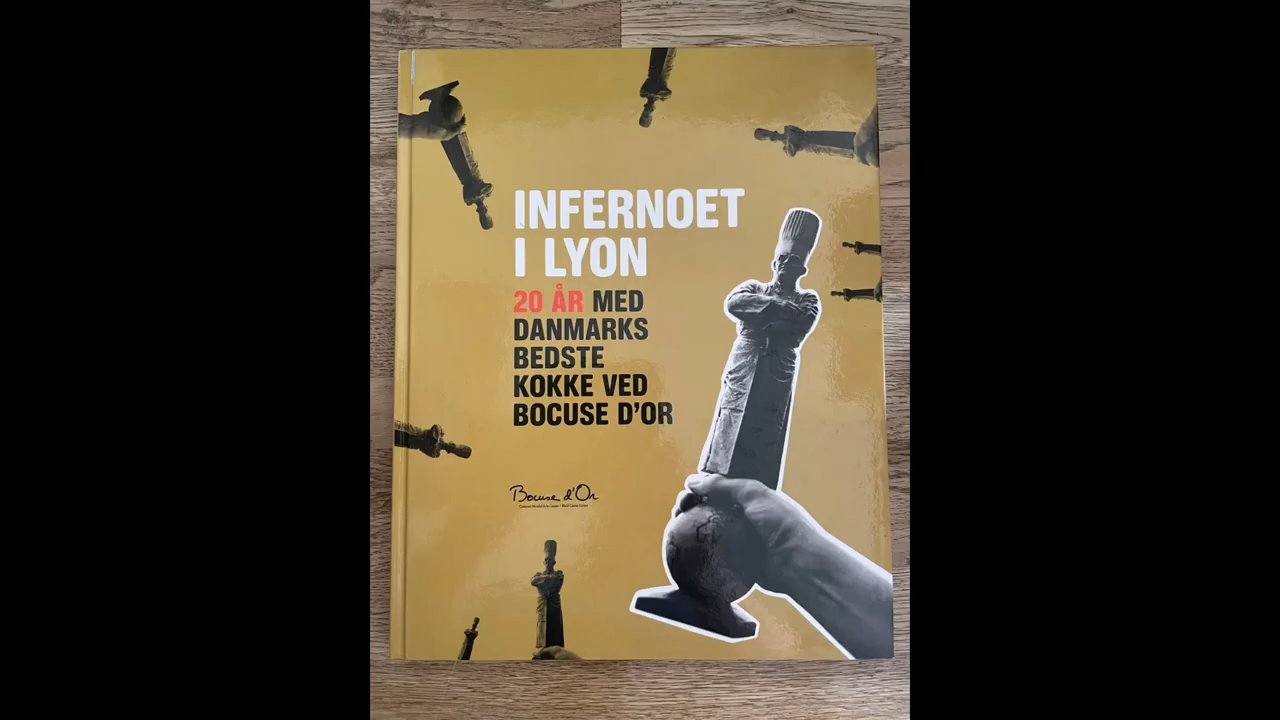 INFERNOET
I LYON
20 ÅR MED
DANMARKS
BEDSTE
KOKKE VED
BOCUSE D'OR
Bocuse d'Or